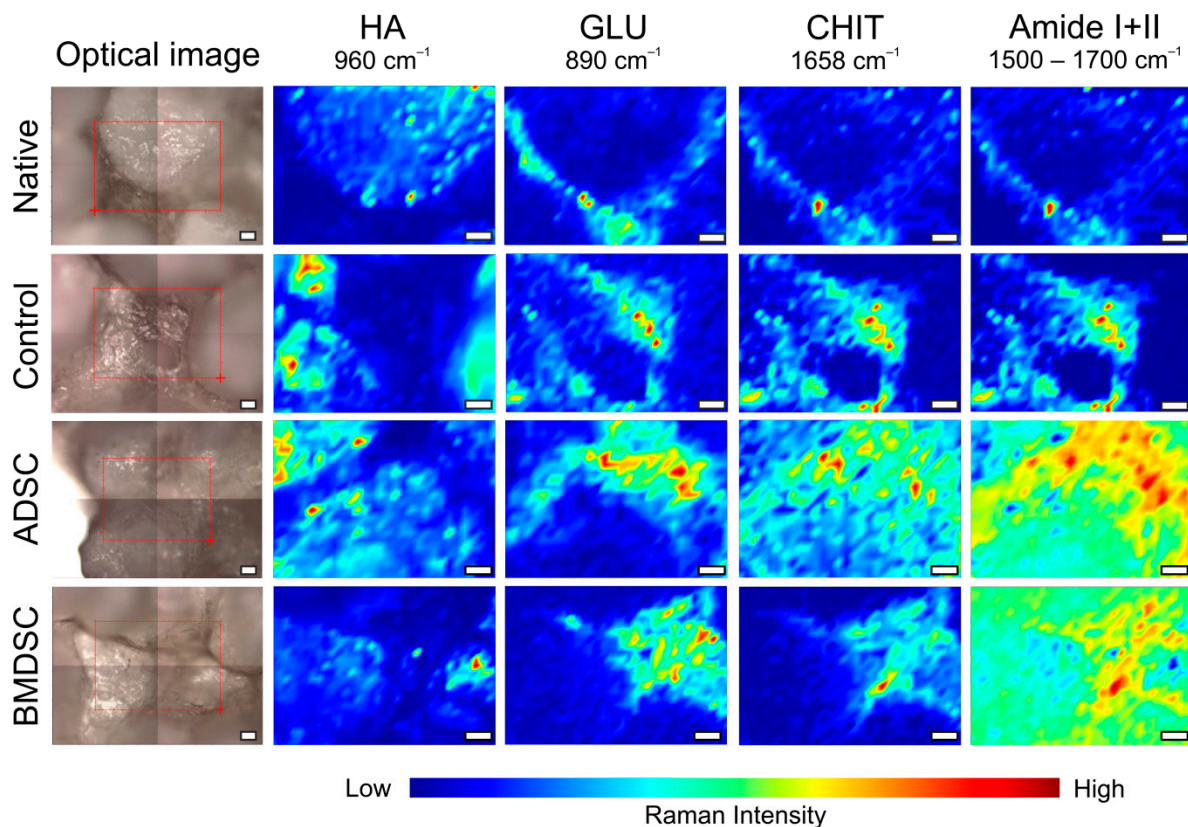 Optical image
HA
960 cm⁻¹
GLU
890 cm⁻¹
CHIT
1658 cm⁻¹
Amide I+II
1500 – 1700 cm⁻¹
Native
Control
ADSC
BMDSC
Low
High
Raman Intensity